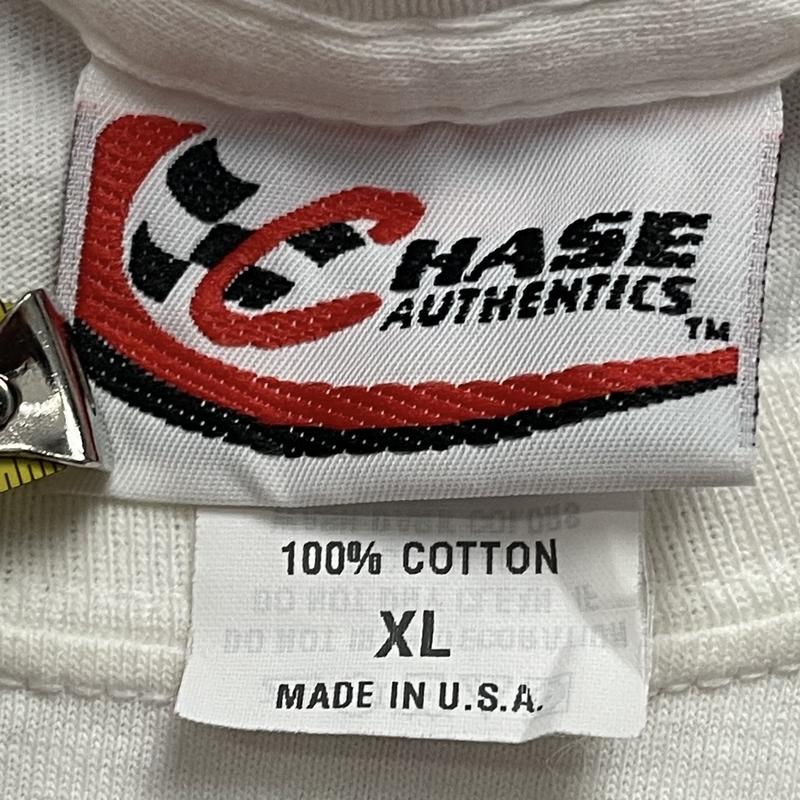 CHASE
AUTHENTICS
TM
100% COTTON
XL
MADE IN U.S.A.